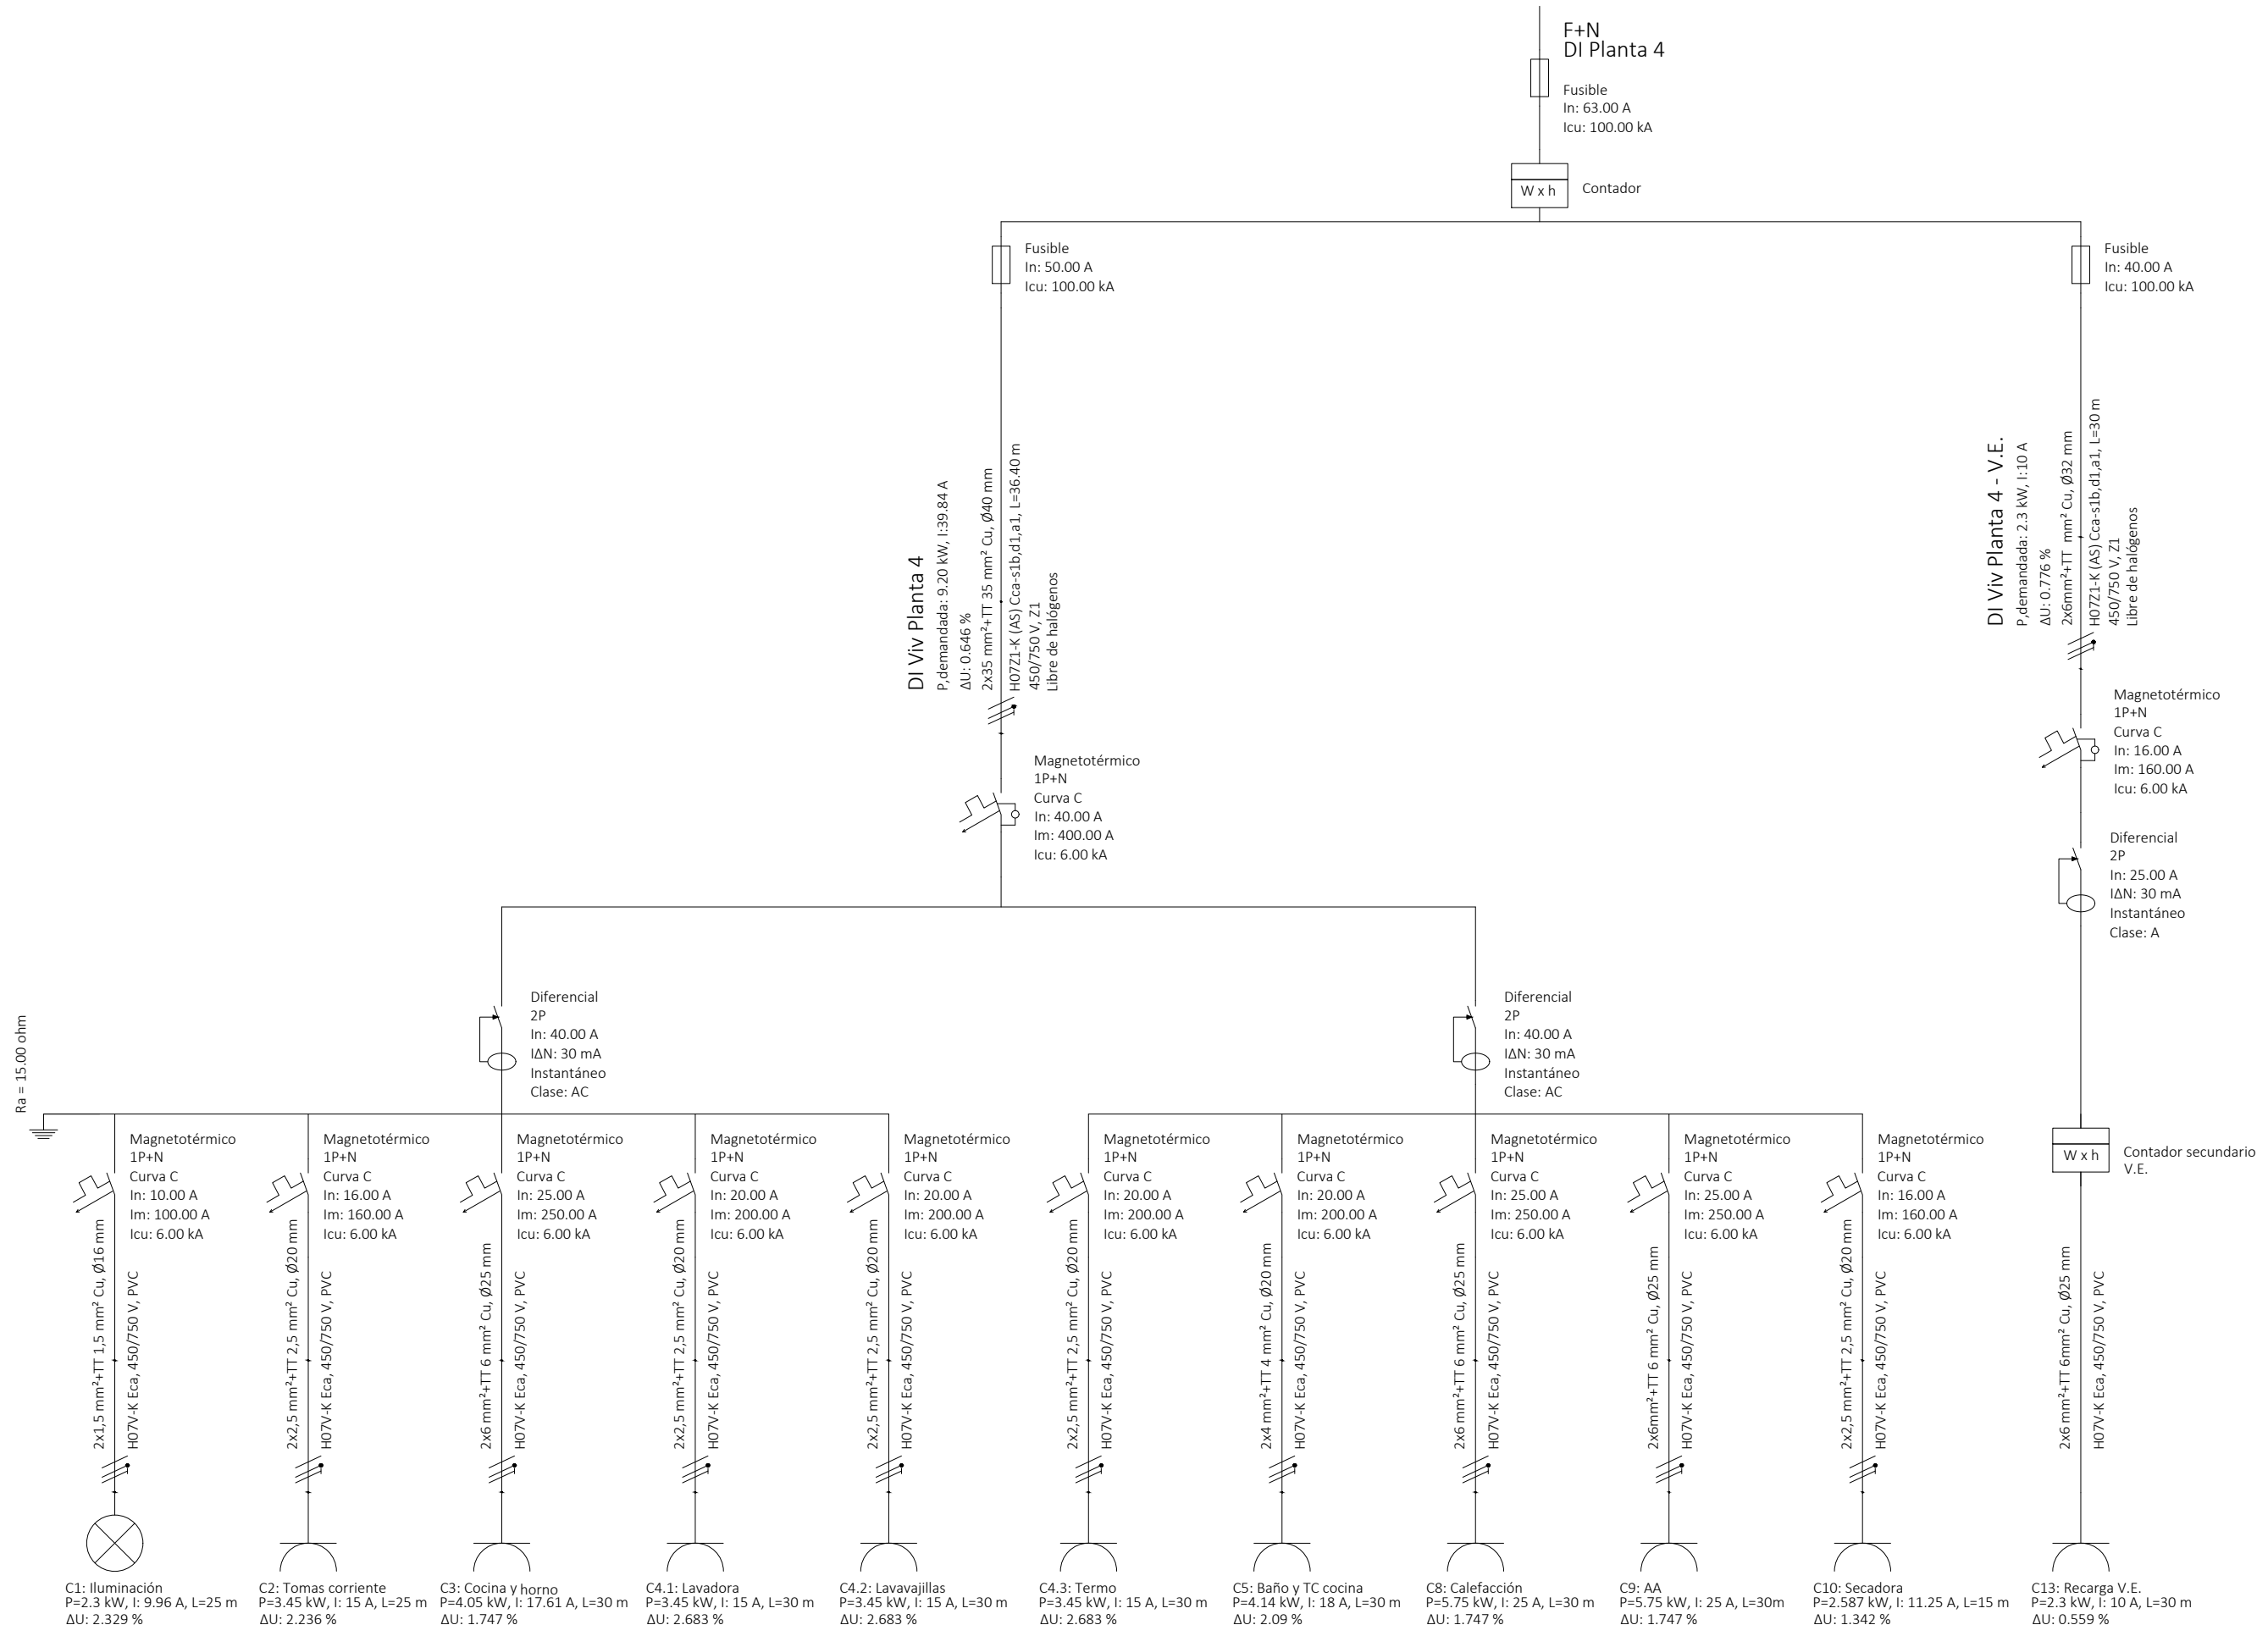 F+N
DI Planta 4
Fusible
In: 63.00 A
Icu: 100.00 kA
W x h
Contador
Fusible
In: 50.00 A
Icu: 100.00 kA
Fusible
In: 40.00 A
Icu: 100.00 kA
DI Viv Planta 4
P,demandada: 9.20 kW, I:39.84 A
ΔU: 0.646 %
2x35 mm²+TT 35 mm² Cu, Ø40 mm
H07Z1-K (AS) Cca-s1b,d1,a1, L=36.40 m
450/750 V, Z1
Libre de halógenos
DI Viv Planta 4 - V.E.
P,demandada: 2.3 kW, I:10 A
ΔU: 0.776 %
2x6mm²+TT mm² Cu, Ø32 mm
H07Z1-K (AS) Cca-s1b,d1,a1, L=30 m
450/750 V, Z1
Libre de halógenos
Magnetotérmico
1P+N
Curva C
In: 40.00 A
Im: 400.00 A
Icu: 6.00 kA
Magnetotérmico
1P+N
Curva C
In: 16.00 A
Im: 160.00 A
Icu: 6.00 kA
Diferencial
2P
In: 25.00 A
IΔN: 30 mA
Instantáneo
Clase: A
Diferencial
2P
In: 40.00 A
IΔN: 30 mA
Instantáneo
Clase: AC
Diferencial
2P
In: 40.00 A
IΔN: 30 mA
Instantáneo
Clase: AC
Ra = 15.00 ohm
Magnetotérmico
1P+N
Curva C
In: 10.00 A
Im: 100.00 A
Icu: 6.00 kA
Magnetotérmico
1P+N
Curva C
In: 16.00 A
Im: 160.00 A
Icu: 6.00 kA
Magnetotérmico
1P+N
Curva C
In: 25.00 A
Im: 250.00 A
Icu: 6.00 kA
Magnetotérmico
1P+N
Curva C
In: 20.00 A
Im: 200.00 A
Icu: 6.00 kA
Magnetotérmico
1P+N
Curva C
In: 20.00 A
Im: 200.00 A
Icu: 6.00 kA
Magnetotérmico
1P+N
Curva C
In: 20.00 A
Im: 200.00 A
Icu: 6.00 kA
Magnetotérmico
1P+N
Curva C
In: 20.00 A
Im: 200.00 A
Icu: 6.00 kA
Magnetotérmico
1P+N
Curva C
In: 25.00 A
Im: 250.00 A
Icu: 6.00 kA
Magnetotérmico
1P+N
Curva C
In: 25.00 A
Im: 250.00 A
Icu: 6.00 kA
Magnetotérmico
1P+N
Curva C
In: 16.00 A
Im: 160.00 A
Icu: 6.00 kA
W x h
Contador secundario
V.E.
2x1,5 mm²+TT 1,5 mm² Cu, Ø16 mm
H07V-K Eca, 450/750 V, PVC
2x2,5 mm²+TT 2,5 mm² Cu, Ø20 mm
H07V-K Eca, 450/750 V, PVC
2x6 mm²+TT 6 mm² Cu, Ø25 mm
H07V-K Eca, 450/750 V, PVC
2x2,5 mm²+TT 2,5 mm² Cu, Ø20 mm
H07V-K Eca, 450/750 V, PVC
2x2,5 mm²+TT 2,5 mm² Cu, Ø20 mm
H07V-K Eca, 450/750 V, PVC
2x2,5 mm²+TT 2,5 mm² Cu, Ø20 mm
H07V-K Eca, 450/750 V, PVC
2x4 mm²+TT 4 mm² Cu, Ø20 mm
H07V-K Eca, 450/750 V, PVC
2x6 mm²+TT 6 mm² Cu, Ø25 mm
H07V-K Eca, 450/750 V, PVC
2x6mm²+TT 6 mm² Cu, Ø25 mm
H07V-K Eca, 450/750 V, PVC
2x2,5 mm²+TT 2,5 mm² Cu, Ø20 mm
H07V-K Eca, 450/750 V, PVC
2x6 mm²+TT 6mm² Cu, Ø25 mm
H07V-K Eca, 450/750 V, PVC
C1: Iluminación
P=2.3 kW, I: 9.96 A, L=25 m
ΔU: 2.329 %
C2: Tomas corriente
P=3.45 kW, I: 15 A, L=25 m
ΔU: 2.236 %
C3: Cocina y horno
P=4.05 kW, I: 17.61 A, L=30 m
ΔU: 1.747 %
C4.1: Lavadora
P=3.45 kW, I: 15 A, L=30 m
ΔU: 2.683 %
C4.2: Lavavajillas
P=3.45 kW, I: 15 A, L=30 m
ΔU: 2.683 %
C4.3: Termo
P=3.45 kW, I: 15 A, L=30 m
ΔU: 2.683 %
C5: Baño y TC cocina
P=4.14 kW, I: 18 A, L=30 m
ΔU: 2.09 %
C8: Calefacción
P=5.75 kW, I: 25 A, L=30 m
ΔU: 1.747 %
C9: AA
P=5.75 kW, I: 25 A, L=30m
ΔU: 1.747 %
C10: Secadora
P=2.587 kW, I: 11.25 A, L=15 m
ΔU: 1.342 %
C13: Recarga V.E.
P=2.3 kW, I: 10 A, L=30 m
ΔU: 0.559 %